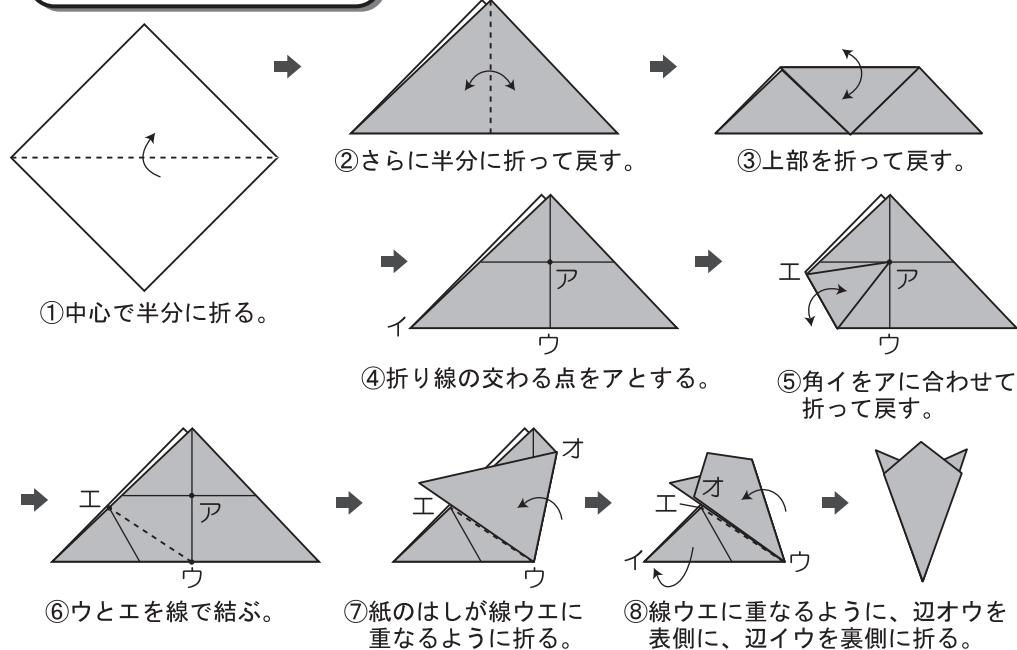 ①中心で半分に折る。
②さらに半分に折って戻す。
③上部を折って戻す。
ア
イ
ウ
④折り線の交わる点をアとする。
エ
ア
ウ
⑤角イをアに合わせて
折って戻す。
エ
ア
ウ
⑥ウとエを線で結ぶ。
オ
エ
ウ
⑦紙のはしが線ウエに
重なるように折る。
オ
エ
イ
ウ
⑧線ウエに重なるように、辺オウを
表側に、辺イウを裏側に折る。